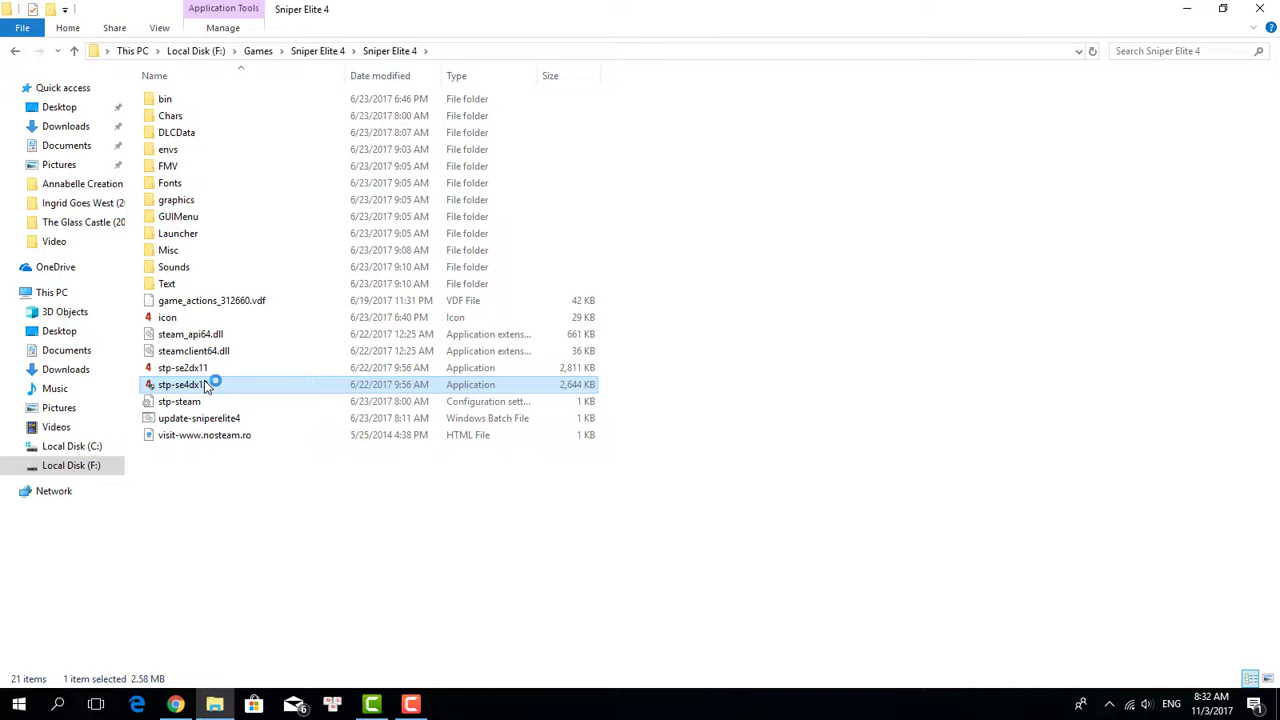 Application Tools
Sniper Elite 4
File
Home
Share
View
Manage
This PC
Local Disk (F:)
Games
Sniper Elite 4
Sniper Elite 4
Search Sniper Elite 4
Name
Date modified
Type
Size
Quick access
Desktop
Downloads
Documents
Pictures
Annabelle Creation
Ingrid Goes West (2
The Glass Castle (20
Video
OneDrive
This PC
3D Objects
Desktop
Documents
Downloads
Music
Pictures
Videos
Local Disk (C:)
Local Disk (F:)
Network
bin 6/23/2017 6:46 PM File folder
Chars 6/23/2017 8:00 AM File folder
DLCData 6/23/2017 8:07 AM File folder
envs 6/23/2017 9:03 AM File folder
FMV 6/23/2017 9:05 AM File folder
Fonts 6/23/2017 9:05 AM File folder
graphics 6/23/2017 9:05 AM File folder
GUIMenu 6/23/2017 9:05 AM File folder
Launcher 6/23/2017 9:05 AM File folder
Misc 6/23/2017 9:08 AM File folder
Sounds 6/23/2017 9:10 AM File folder
Text 6/23/2017 9:10 AM File folder
game_actions_312660.vdf 6/19/2017 11:31 PM VDF File 42 KB
icon 6/23/2017 6:40 PM Icon 29 KB
steam_api64.dll 6/22/2017 12:25 AM Application extens... 661 KB
steamclient64.dll 6/22/2017 12:25 AM Application extens... 36 KB
stp-se2dx11 6/22/2017 9:56 AM Application 2,811 KB
6/22/2017 9:56 AM Application 2,644 KB
stp-steam 6/23/2017 8:00 AM Configuration sett... 1 KB
update-sniperelite4 6/23/2017 8:11 AM Windows Batch File 1 KB
visit-www.nosteam.ro 5/25/2014 4:38 PM HTML File 1 KB
21 items 1 item selected 2.58 MB
6
ENG
8:32 AM
11/3/2017
1